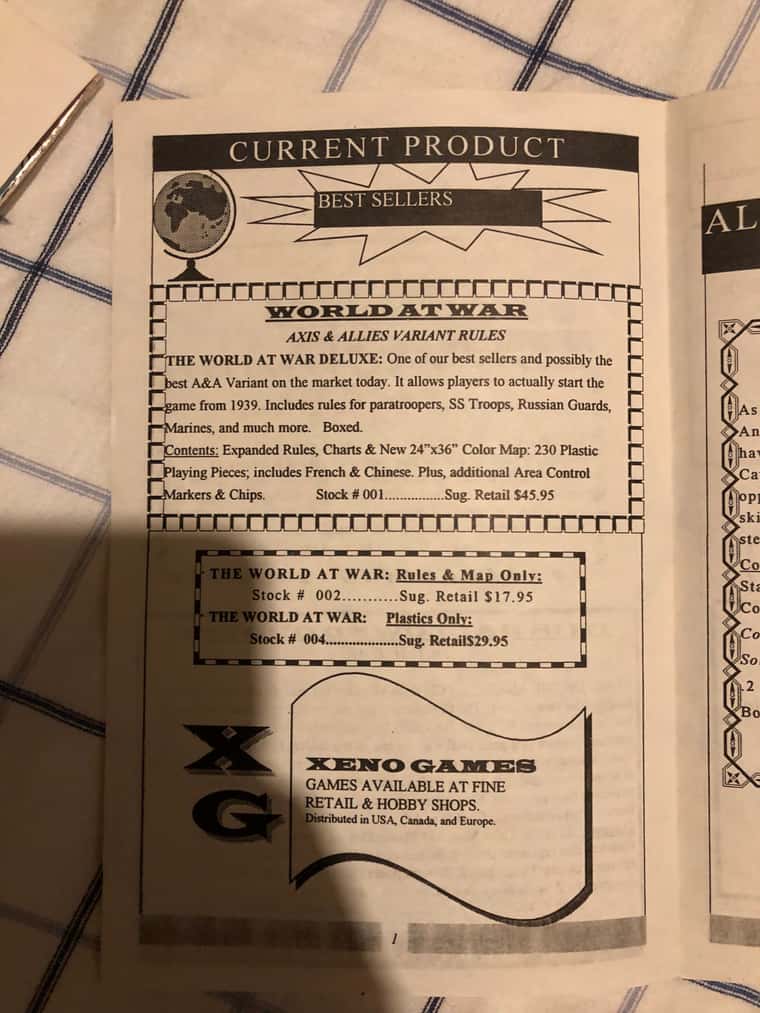 CURRENT PRODUCT
BEST SELLERS
WORLD AT WAR
AXIS & ALLIES VARIANT RULES
THE WORLD AT WAR DELUXE: One of our best sellers and possibly the
best A&A Variant on the market today. It allows players to actually start the
game from 1939. Includes rules for paratroopers, SS Troops, Russian Guards,
Marines, and much more. Boxed.
Contents: Expanded Rules, Charts & New 24"x36" Color Map: 230 Plastic
Playing Pieces; includes French & Chinese. Plus, additional Area Control
Markers & Chips. Stock # 001...............Sug. Retail $45.95
THE WORLD AT WAR: Rules & Map Only:
Stock # 002...........Sug. Retail $17.95
THE WORLD AT WAR: Plastics Only:
Stock # 004....................Sug. Retail$29.95
XG
XENO GAMES
GAMES AVAILABLE AT FINE
RETAIL & HOBBY SHOPS.
Distributed in USA, Canada, and Europe.
1
AL
As
An
hav
Ca
opp
ski
ste
Co
Sta
Co
Co
So
.2
Bo